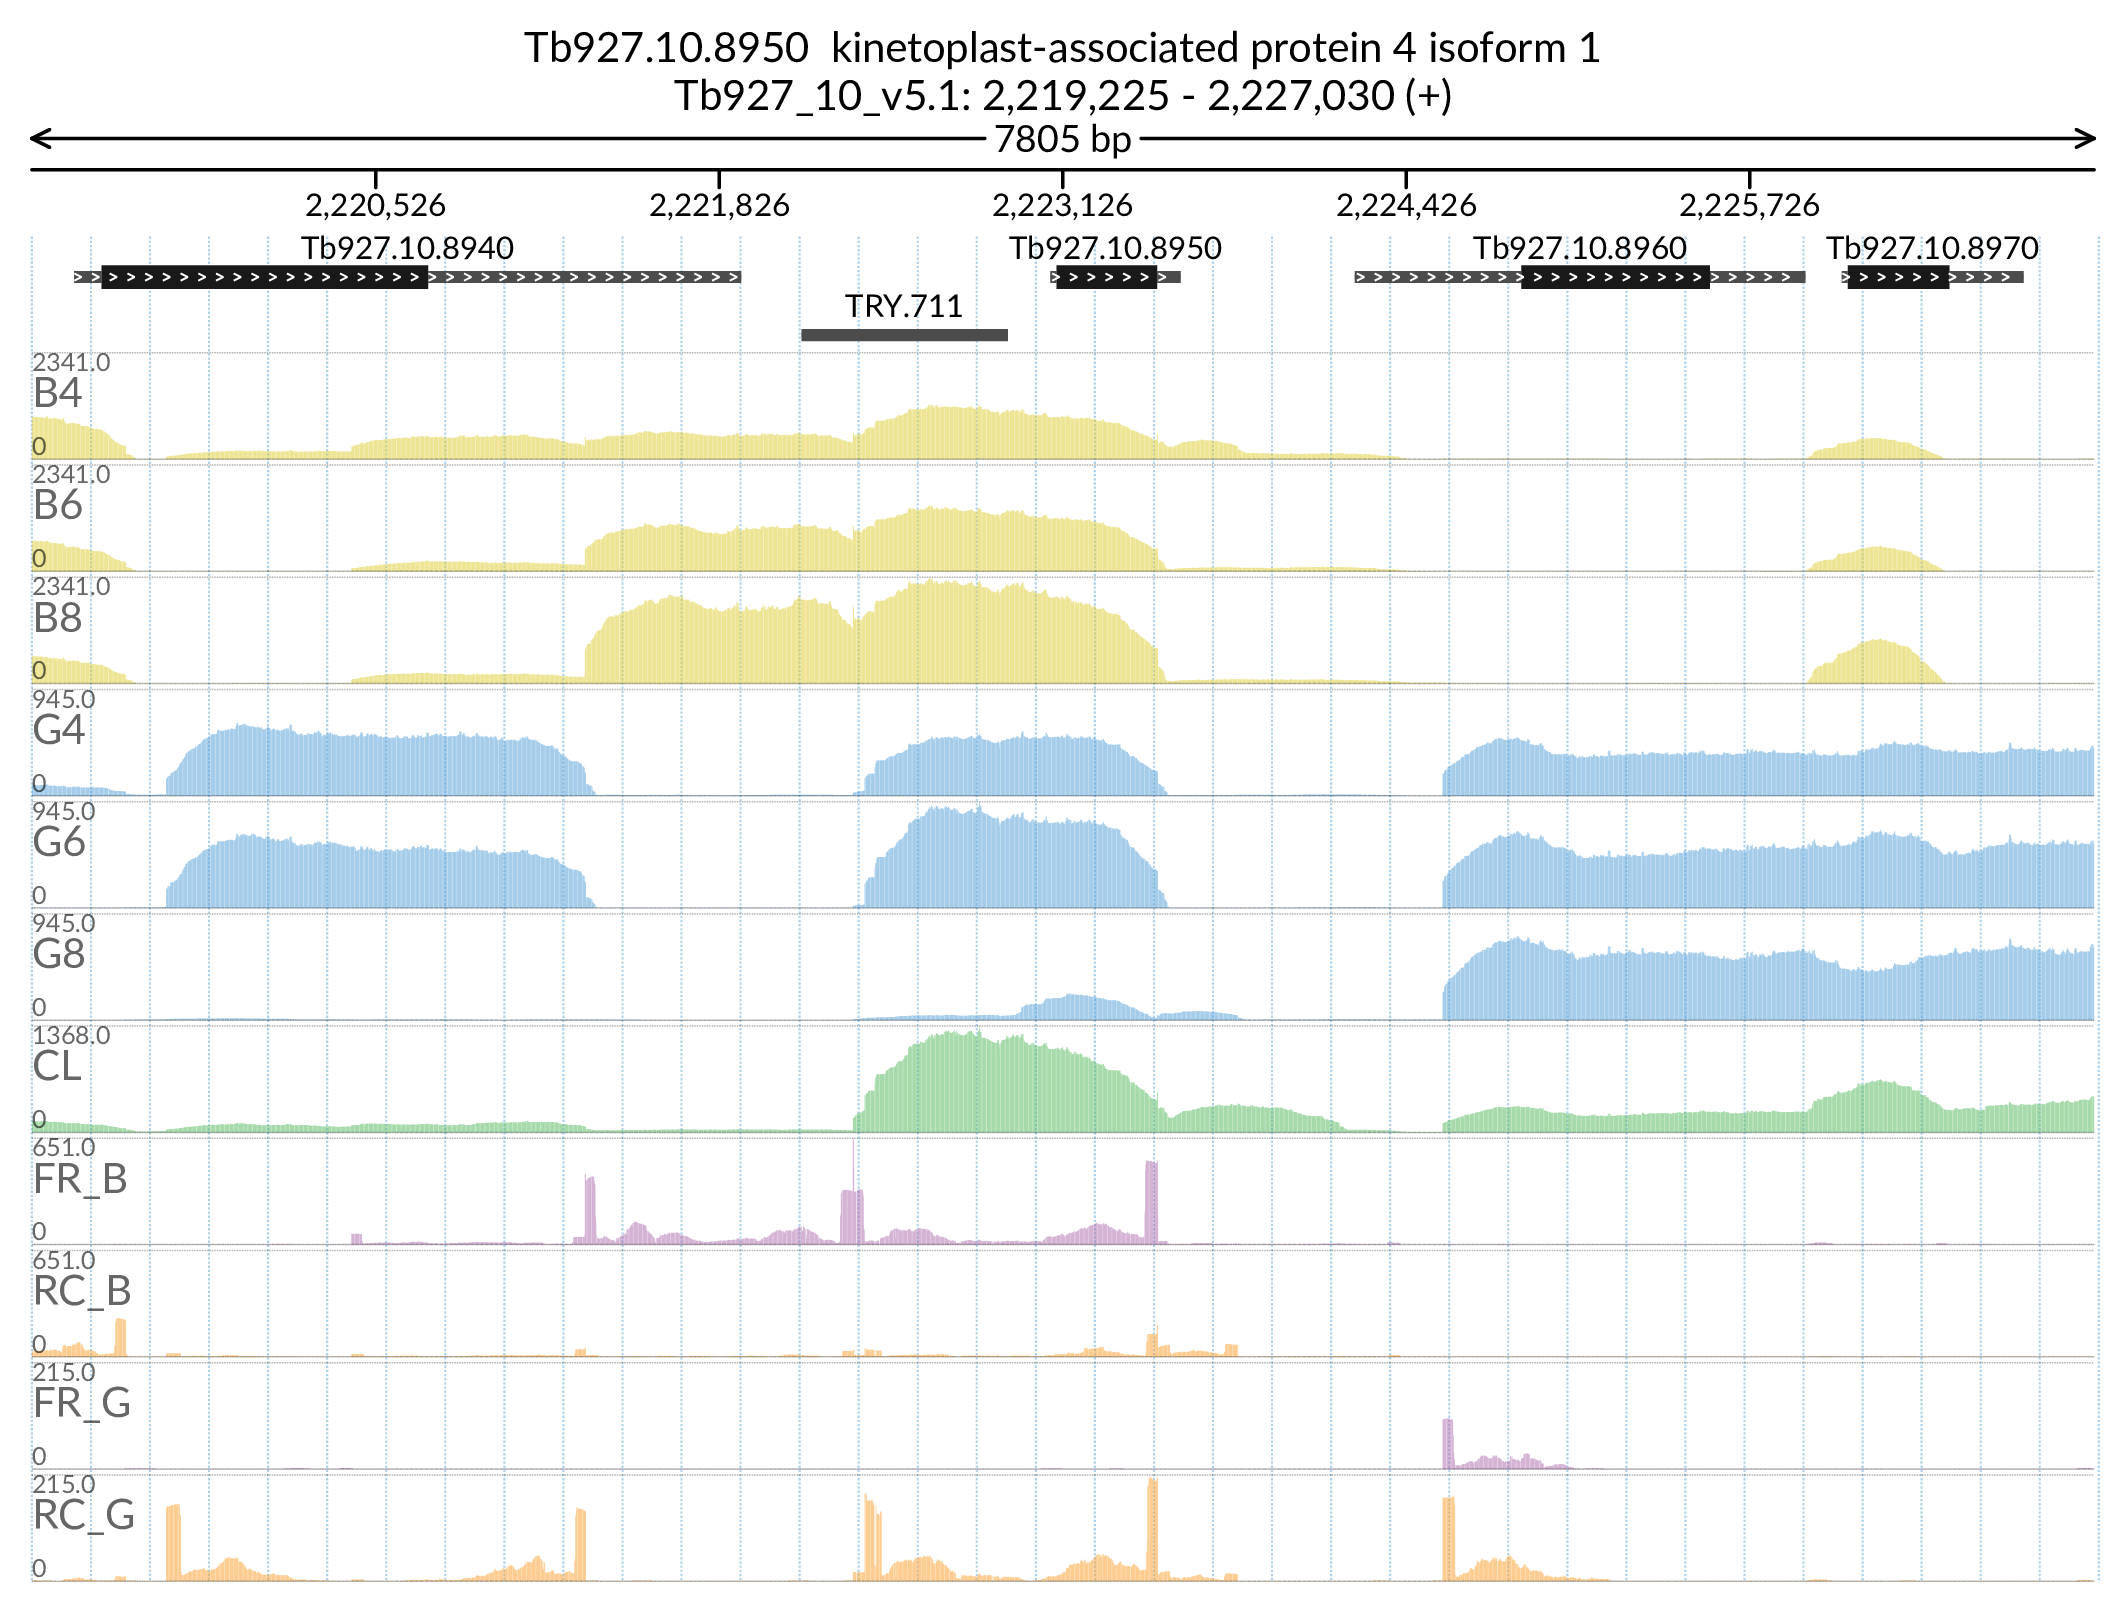 Tb927.10.8950  kinetoplast-associated protein 4 isoform 1
Tb927_10_v5.1: 2,219,225 - 2,227,030 (+)
7805 bp
2,220,526 2,221,826 2,223,126 2,224,426 2,225,726
Tb927.10.8940 Tb927.10.8950 Tb927.10.8960 Tb927.10.8970
TRY.711
2341.0
B4
0
2341.0
B6
0
2341.0
B8
0
945.0
G4
0
945.0
G6
0
945.0
G8
0
1368.0
CL
0
651.0
FR_B
0
651.0
RC_B
0
215.0
FR_G
0
215.0
RC_G
0